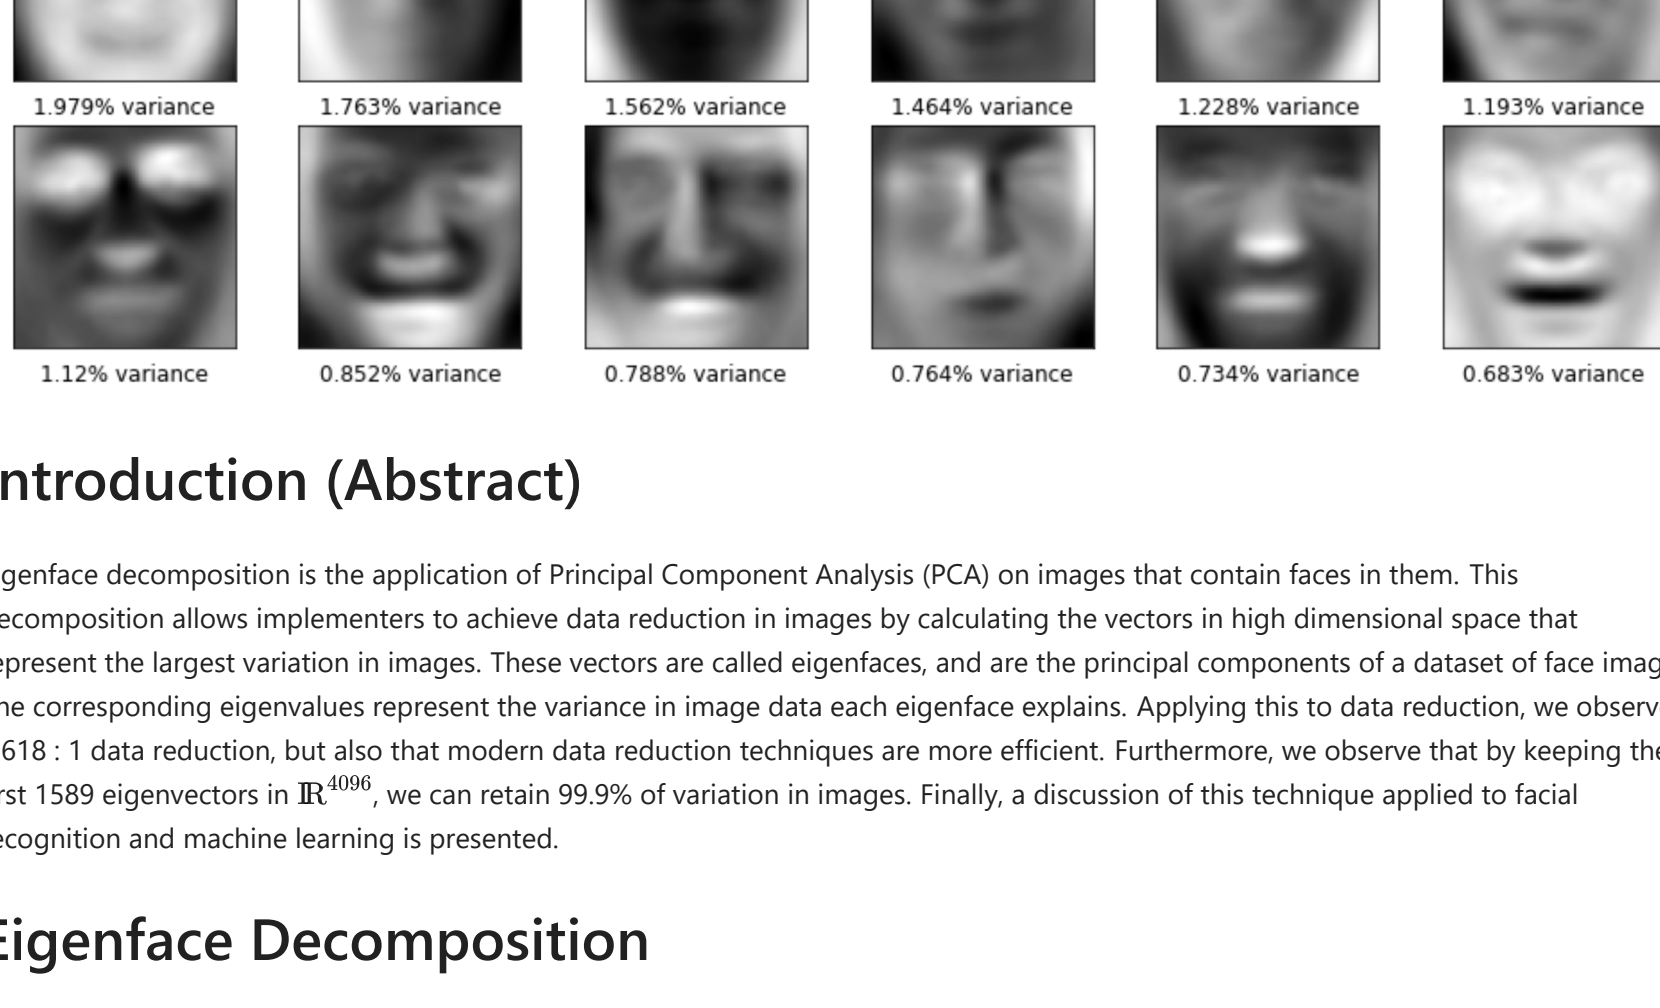 1.979% variance 1.763% variance 1.562% variance 1.464% variance 1.228% variance 1.193% variance
1.12% variance 0.852% variance 0.788% variance 0.764% variance 0.734% variance 0.683% variance
ntroduction (Abstract)
genface decomposition is the application of Principal Component Analysis (PCA) on images that contain faces in them. This
ecomposition allows implementers to achieve data reduction in images by calculating the vectors in high dimensional space that
epresent the largest variation in images. These vectors are called eigenfaces, and are the principal components of a dataset of face imag
he corresponding eigenvalues represent the variance in image data each eigenface explains. Applying this to data reduction, we observe
618 : 1 data reduction, but also that modern data reduction techniques are more efficient. Furthermore, we observe that by keeping the
rst 1589 eigenvectors in ℝ⁴⁰⁹⁶, we can retain 99.9% of variation in images. Finally, a discussion of this technique applied to facial
ecognition and machine learning is presented.
Eigenface Decomposition